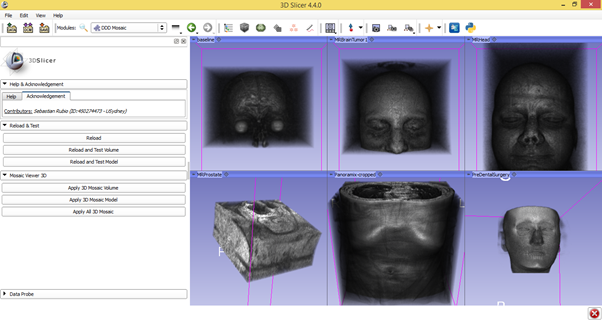 3D Slicer 4.4.0
File Edit View Help
Modules: DDD Mosaic
3DSlicer
Help & Acknowledgement
Help Acknowledgement
Contributors: Sebastian Rubio (ID:450274473 - USydney)
Reload & Test
Reload
Reload and Test Volume
Reload and Test Model
Mosaic Viewer 3D
Apply 3D Mosaic Volume
Apply 3D Mosaic Model
Apply All 3D Mosaic
Data Probe
baseline
MRBrainTumor1
MRHead
MRProstate
Panoramix-cropped
PreDentalSurgery